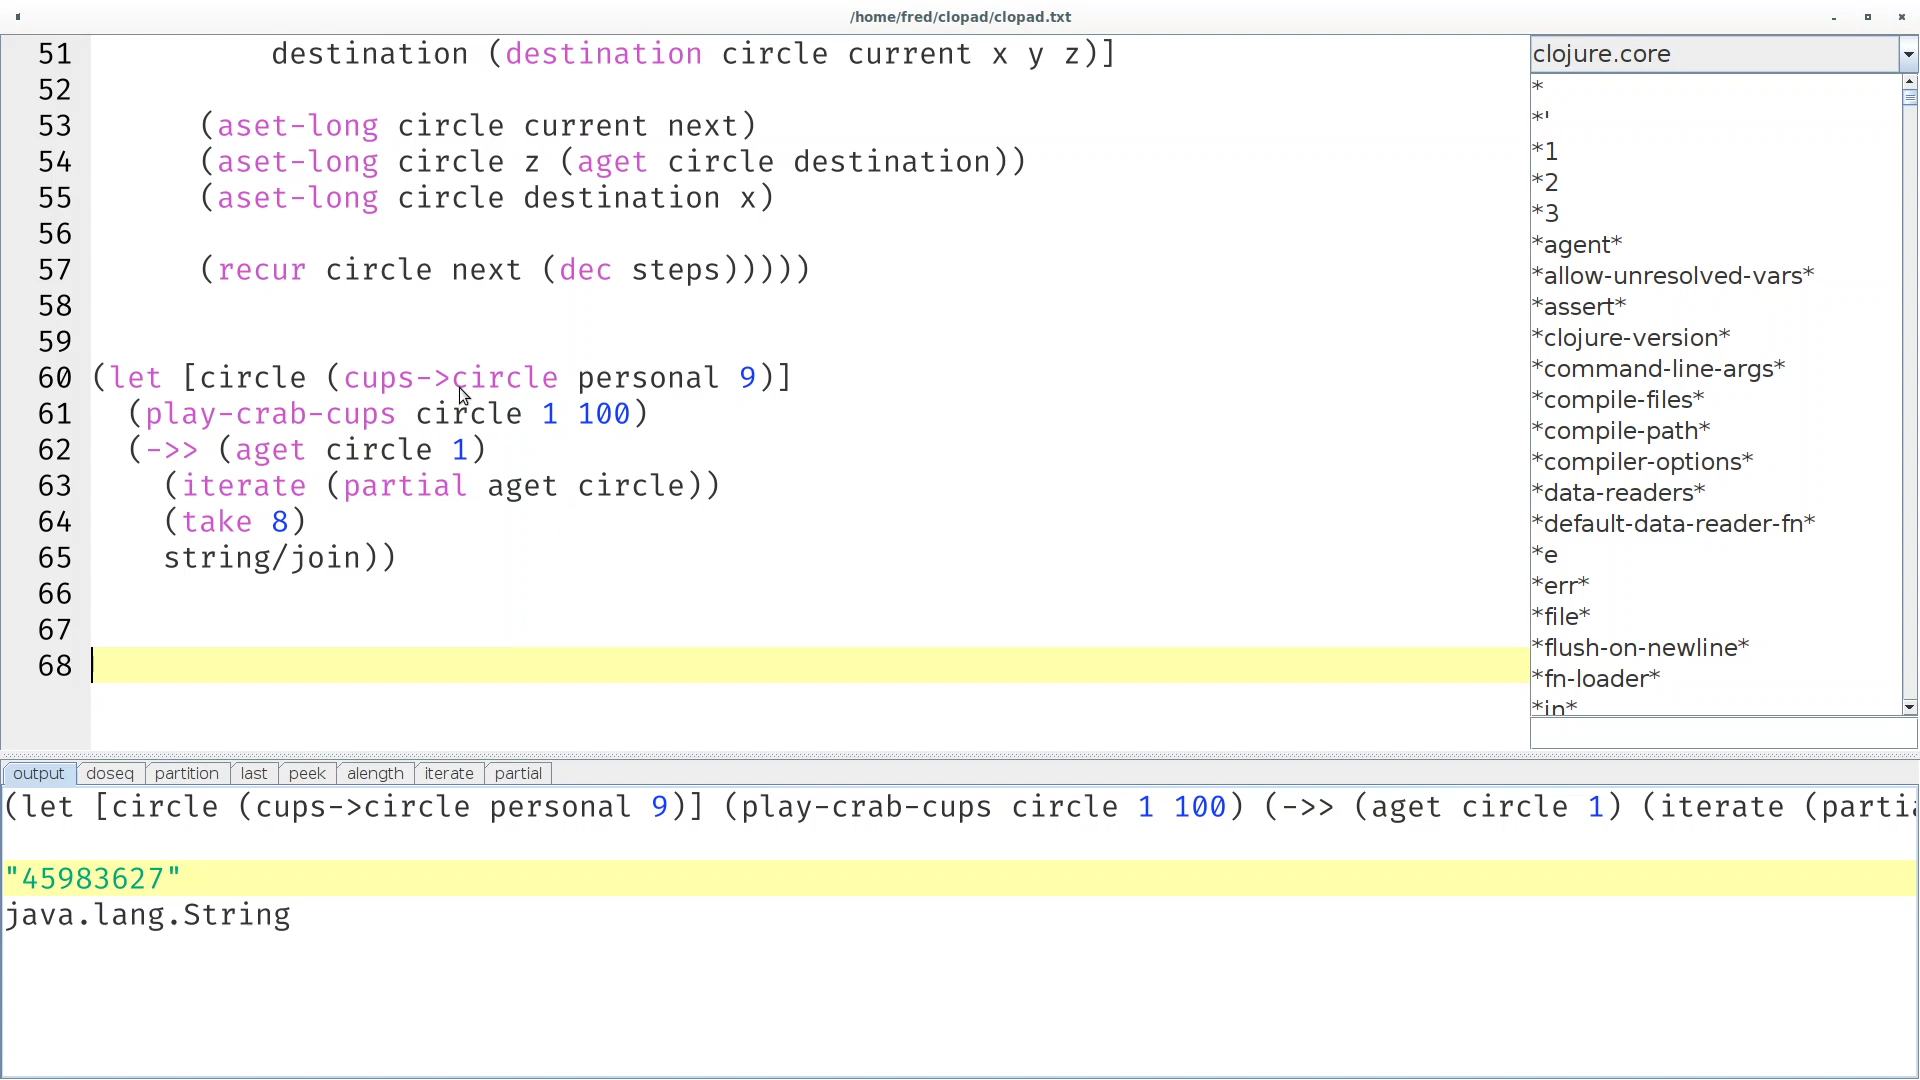 /home/fred/clopad/clopad.txt
51 destination (destination circle current x y z)]
52
53 (aset-long circle current next)
54 (aset-long circle z (aget circle destination))
55 (aset-long circle destination x)
56
57 (recur circle next (dec steps)))))
58
59
60 (let [circle (cups->circle personal 9)]
61 (play-crab-cups circle 1 100)
62 (->> (aget circle 1)
63 (iterate (partial aget circle))
64 (take 8)
65 string/join))
66
67
68
clojure.core
*
*'
*1
*2
*3
*agent*
*allow-unresolved-vars*
*assert*
*clojure-version*
*command-line-args*
*compile-files*
*compile-path*
*compiler-options*
*data-readers*
*default-data-reader-fn*
*e
*err*
*file*
*flush-on-newline*
*fn-loader*
*in*
output doseq partition last peek alength iterate partial
(let [circle (cups->circle personal 9)] (play-crab-cups circle 1 100) (->> (aget circle 1) (iterate (partia
"45983627"
java.lang.String